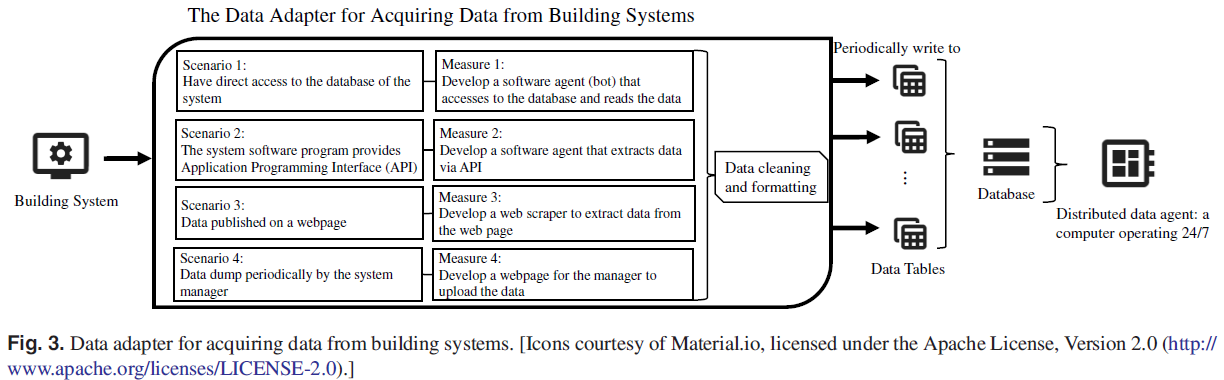 The Data Adapter for Acquiring Data from Building Systems
Scenario 1:
Have direct access to the database of the
system
Measure 1:
Develop a software agent (bot) that
accesses to the database and reads the data
Scenario 2:
The system software program provides
Application Programming Interface (API)
Measure 2:
Develop a software agent that extracts data
via API
Scenario 3:
Data published on a webpage
Measure 3:
Develop a web scraper to extract data from
the web page
Scenario 4:
Data dump periodically by the system
manager
Measure 4:
Develop a webpage for the manager to
upload the data
Building System
Data cleaning
and formatting
Periodically write to
...
Data Tables
Database
Distributed data agent: a
computer operating 24/7
Fig. 3. Data adapter for acquiring data from building systems. [Icons courtesy of Material.io, licensed under the Apache License, Version 2.0 (http://
www.apache.org/licenses/LICENSE-2.0).]